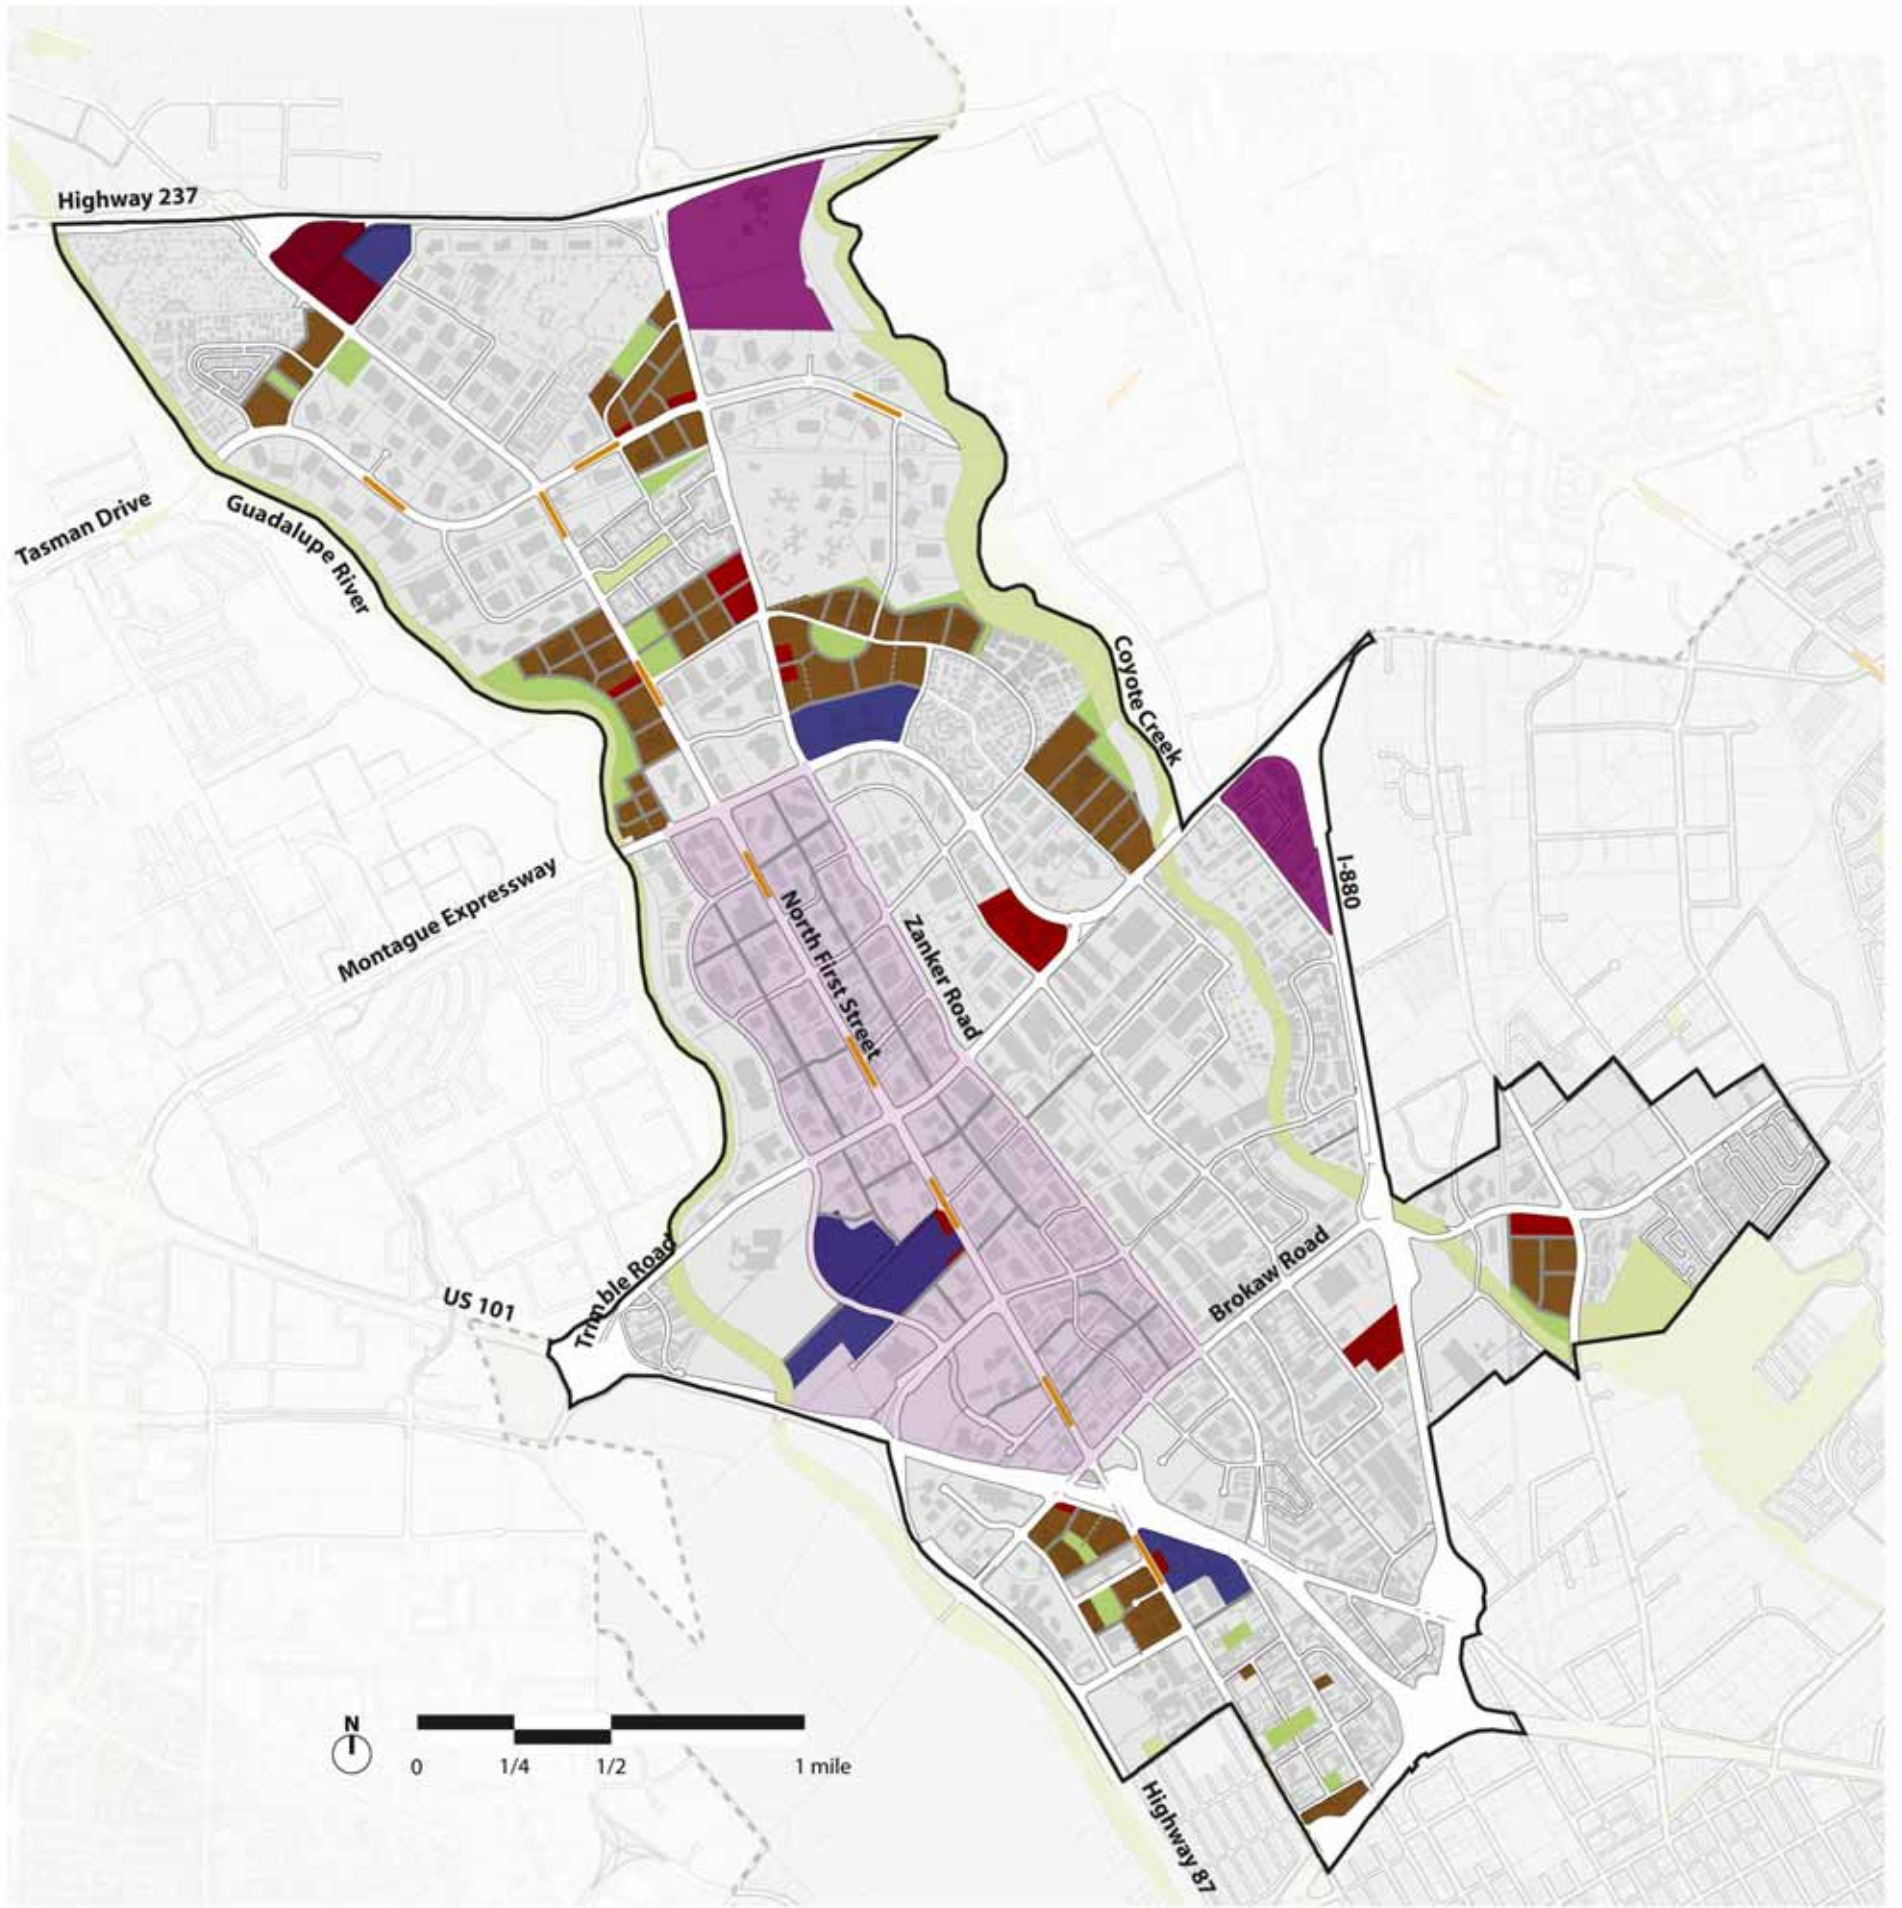 Highway 237
Tasman Drive
Guadalupe River
Coyote Creek
Montague Expressway
I-880
North First Street
Zanker Road
Brokaw Road
US 101
Trimble Road
N
0 1/4 1/2 1 mile
Highway 87